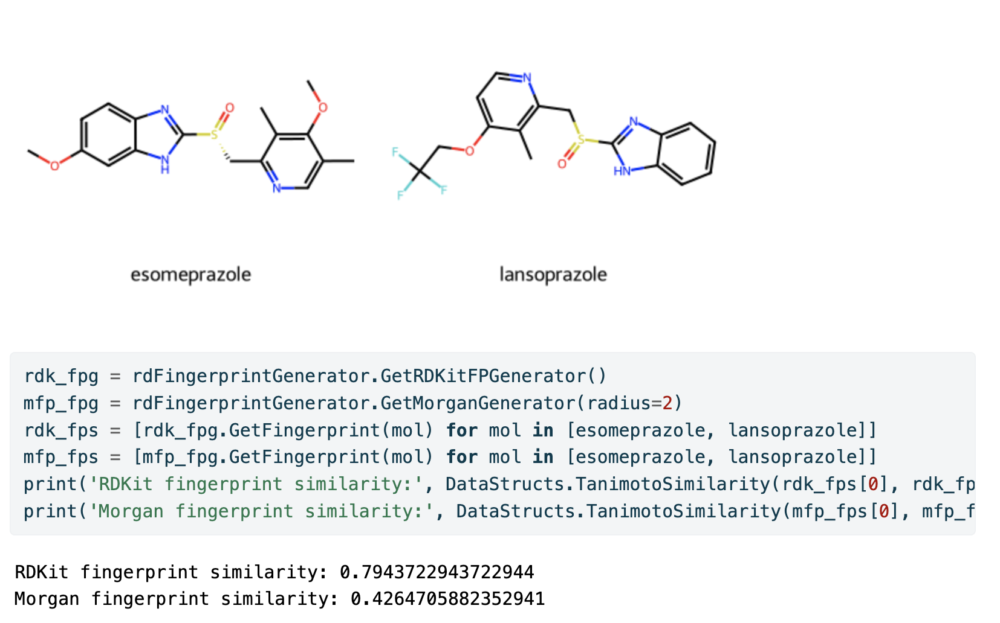 O
N
S
O
O
N
H
N
N
N
S
F
O
O
HN
F
F
esomeprazole
lansoprazole
rdk_fpg = rdFingerprintGenerator.GetRDKitFPGenerator()
mfp_fpg = rdFingerprintGenerator.GetMorganGenerator(radius=2)
rdk_fps = [rdk_fpg.GetFingerprint(mol) for mol in [esomeprazole, lansoprazole]]
mfp_fps = [mfp_fpg.GetFingerprint(mol) for mol in [esomeprazole, lansoprazole]]
print('RDKit fingerprint similarity:', DataStructs.TanimotoSimilarity(rdk_fps[0], rdk_fp
print('Morgan fingerprint similarity:', DataStructs.TanimotoSimilarity(mfp_fps[0], mfp_f
RDKit fingerprint similarity: 0.7943722943722944
Morgan fingerprint similarity: 0.4264705882352941